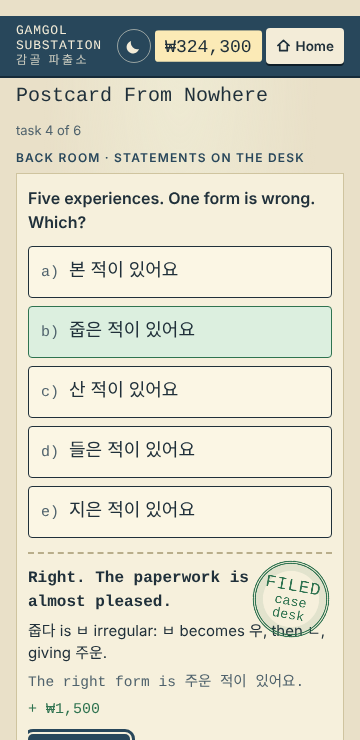 GAMGOL
SUBSTATION
감골 파출소
₩324,300
Home
Postcard From Nowhere
task 4 of 6
BACK ROOM · STATEMENTS ON THE DESK
Five experiences. One form is wrong.
Which?
a) 본 적이 있어요
b) 줍은 적이 있어요
c) 산 적이 있어요
d) 들은 적이 있어요
e) 지은 적이 있어요
Right. The paperwork is
almost pleased.
FILED
case
desk
줍다 is ㅂ irregular: ㅂ becomes 우, then ㄴ,
giving 주운.
The right form is 주운 적이 있어요.
+ ₩1,500